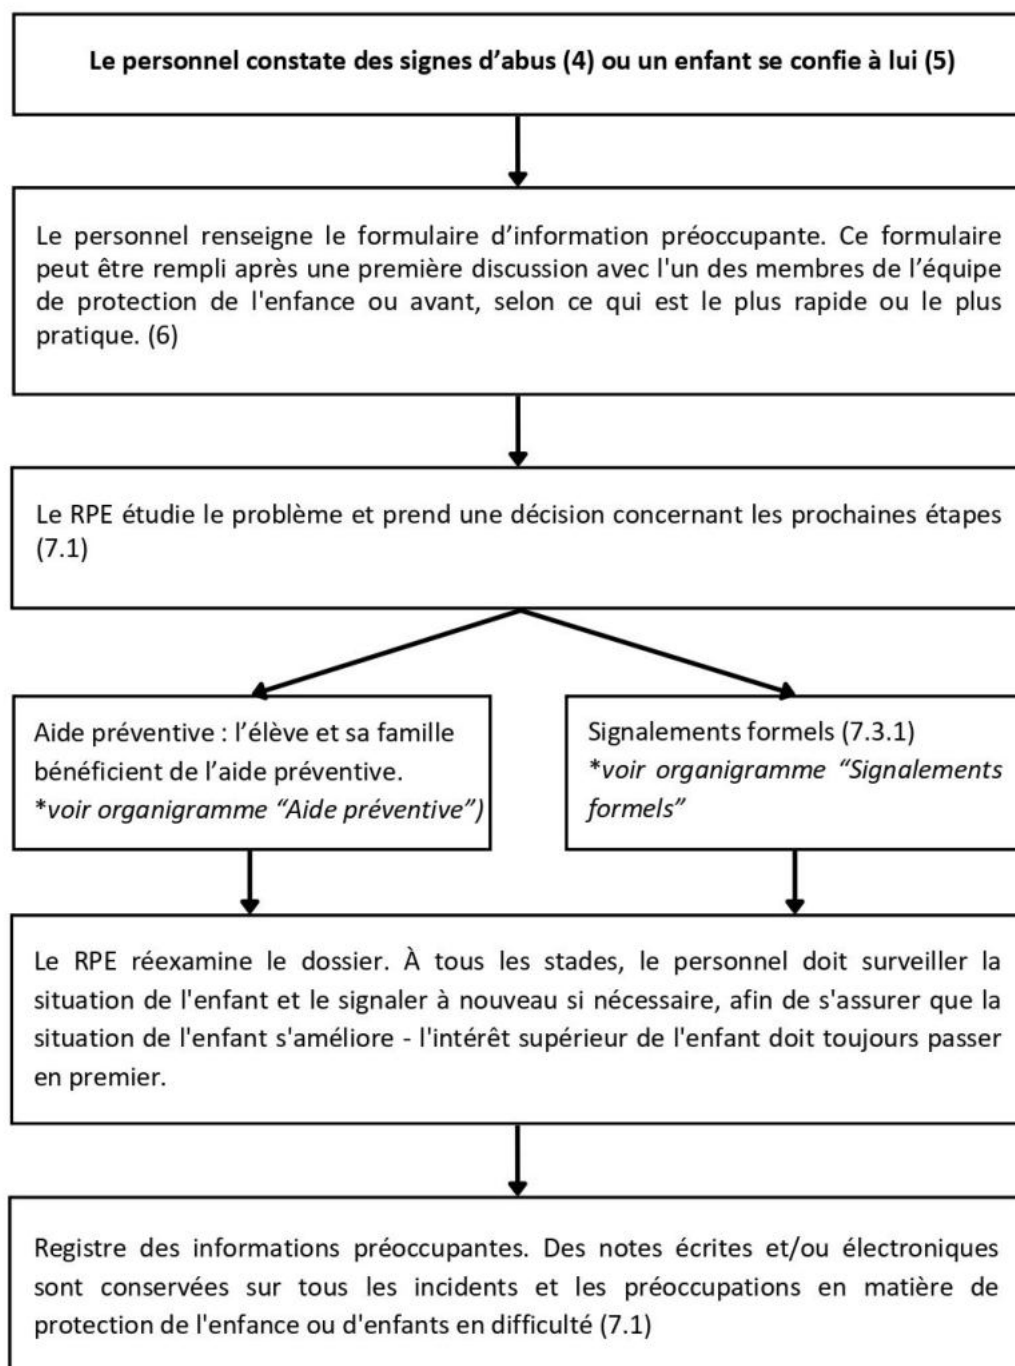 Le personnel constate des signes d’abus (4) ou un enfant se confie à lui (5)
Le personnel renseigne le formulaire d’information préoccupante. Ce formulaire
peut être rempli après une première discussion avec l'un des membres de l’équipe
de protection de l'enfance ou avant, selon ce qui est le plus rapide ou le plus
pratique. (6)
Le RPE étudie le problème et prend une décision concernant les prochaines étapes
(7.1)
Aide préventive : l’élève et sa famille
bénéficient de l’aide préventive.
*voir organigramme “Aide préventive”)
Signalements formels (7.3.1)
*voir organigramme “Signalements
formels”
Le RPE réexamine le dossier. À tous les stades, le personnel doit surveiller la
situation de l'enfant et le signaler à nouveau si nécessaire, afin de s'assurer que la
situation de l'enfant s'améliore - l'intérêt supérieur de l'enfant doit toujours passer
en premier.
Registre des informations préoccupantes. Des notes écrites et/ou électroniques
sont conservées sur tous les incidents et les préoccupations en matière de
protection de l'enfance ou d'enfants en difficulté (7.1)